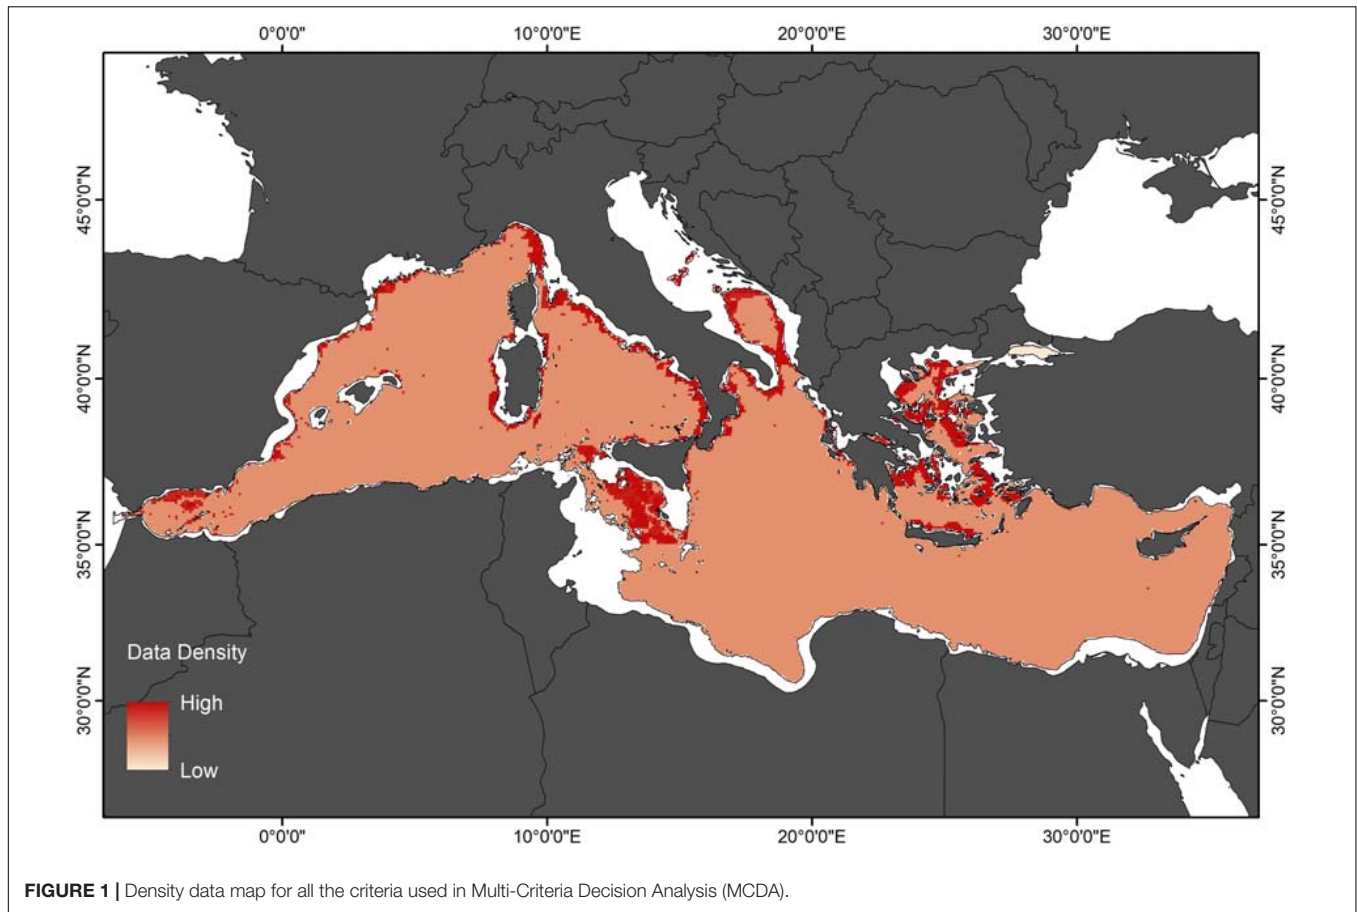 0°0'0" 10°0'0"E 20°0'0"E 30°0'0"E
45°0'0"N 45°0'0"N
40°0'0"N 40°0'0"N
35°0'0"N 35°0'0"N
Data Density
High
30°0'0"N 30°0'0"N
Low
0°0'0" 10°0'0"E 20°0'0"E 30°0'0"E
FIGURE 1 | Density data map for all the criteria used in Multi-Criteria Decision Analysis (MCDA).